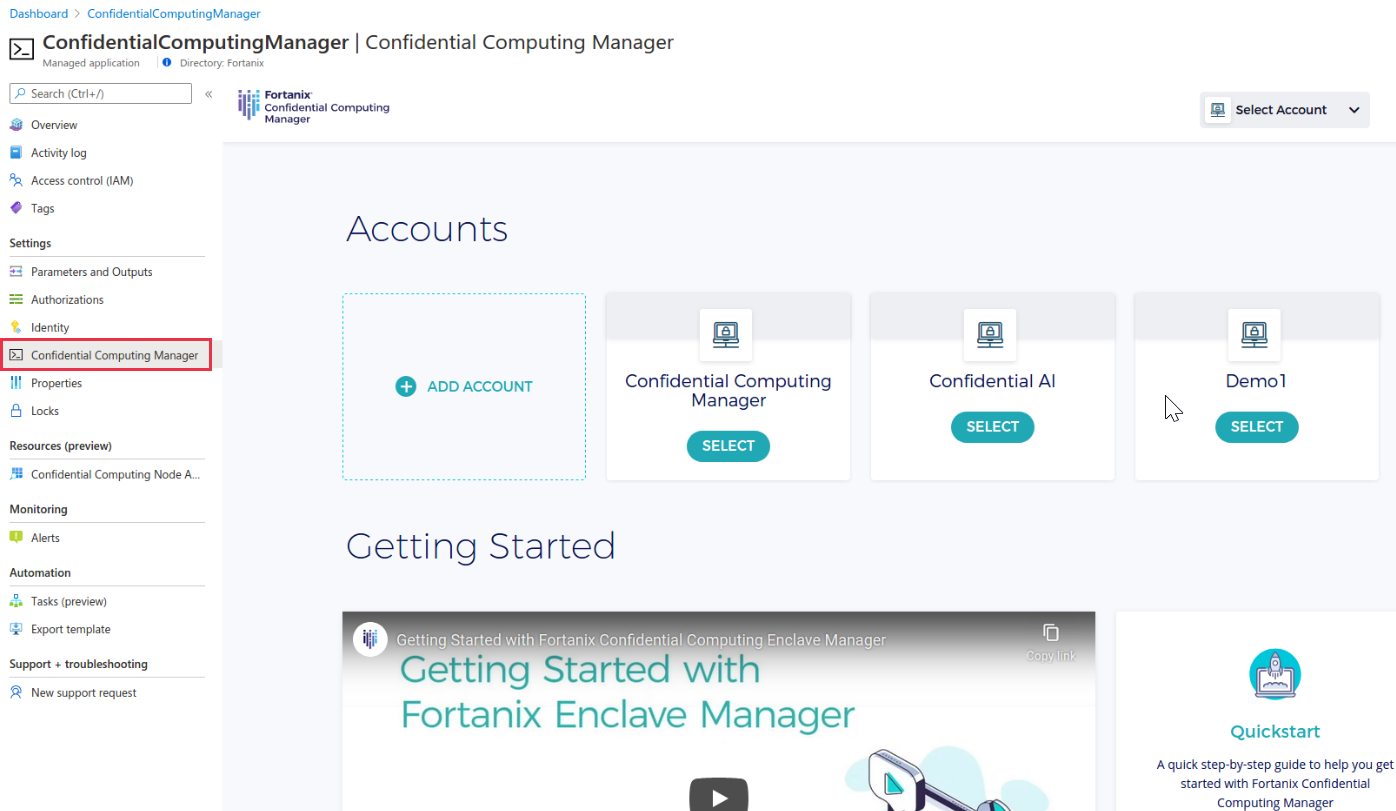 Dashboard > ConfidentialComputingManager
ConfidentialComputingManager | Confidential Computing Manager
Managed application
Directory: Fortanix
Search (Ctrl+/)
«
Overview
Activity log
Access control (IAM)
Tags
Settings
Parameters and Outputs
Authorizations
Identity
Confidential Computing Manager
Properties
Locks
Resources (preview)
Confidential Computing Node A...
Monitoring
Alerts
Automation
Tasks (preview)
Export template
Support + troubleshooting
New support request
Fortanix
Confidential Computing
Manager
Select Account
Accounts
ADD ACCOUNT
Confidential Computing
Manager
SELECT
Confidential AI
SELECT
Demo1
SELECT
Getting Started
Getting Started with Fortanix Confidential Computing Enclave Manager
Copy link
Getting Started with
Fortanix Enclave Manager
Quickstart
A quick step-by-step guide to help you get
started with Fortanix Confidential
Computing Manager